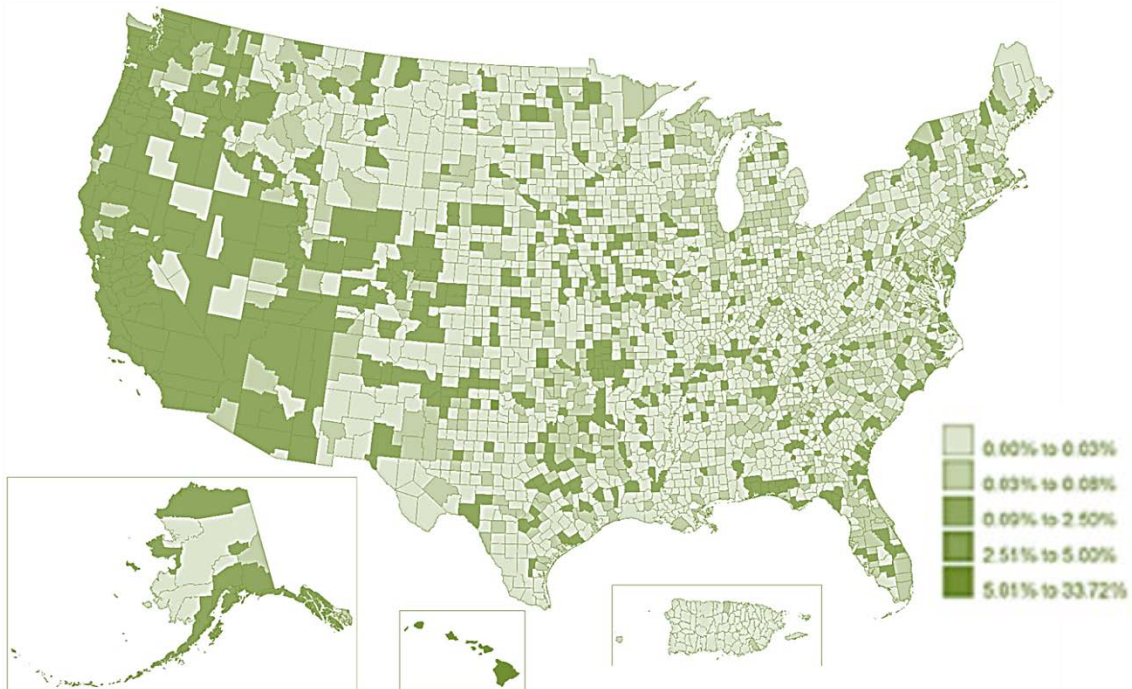 0.00% to 0.03%
0.03% to 0.08%
0.09% to 2.50%
2.51% to 5.00%
5.01% to 33.72%